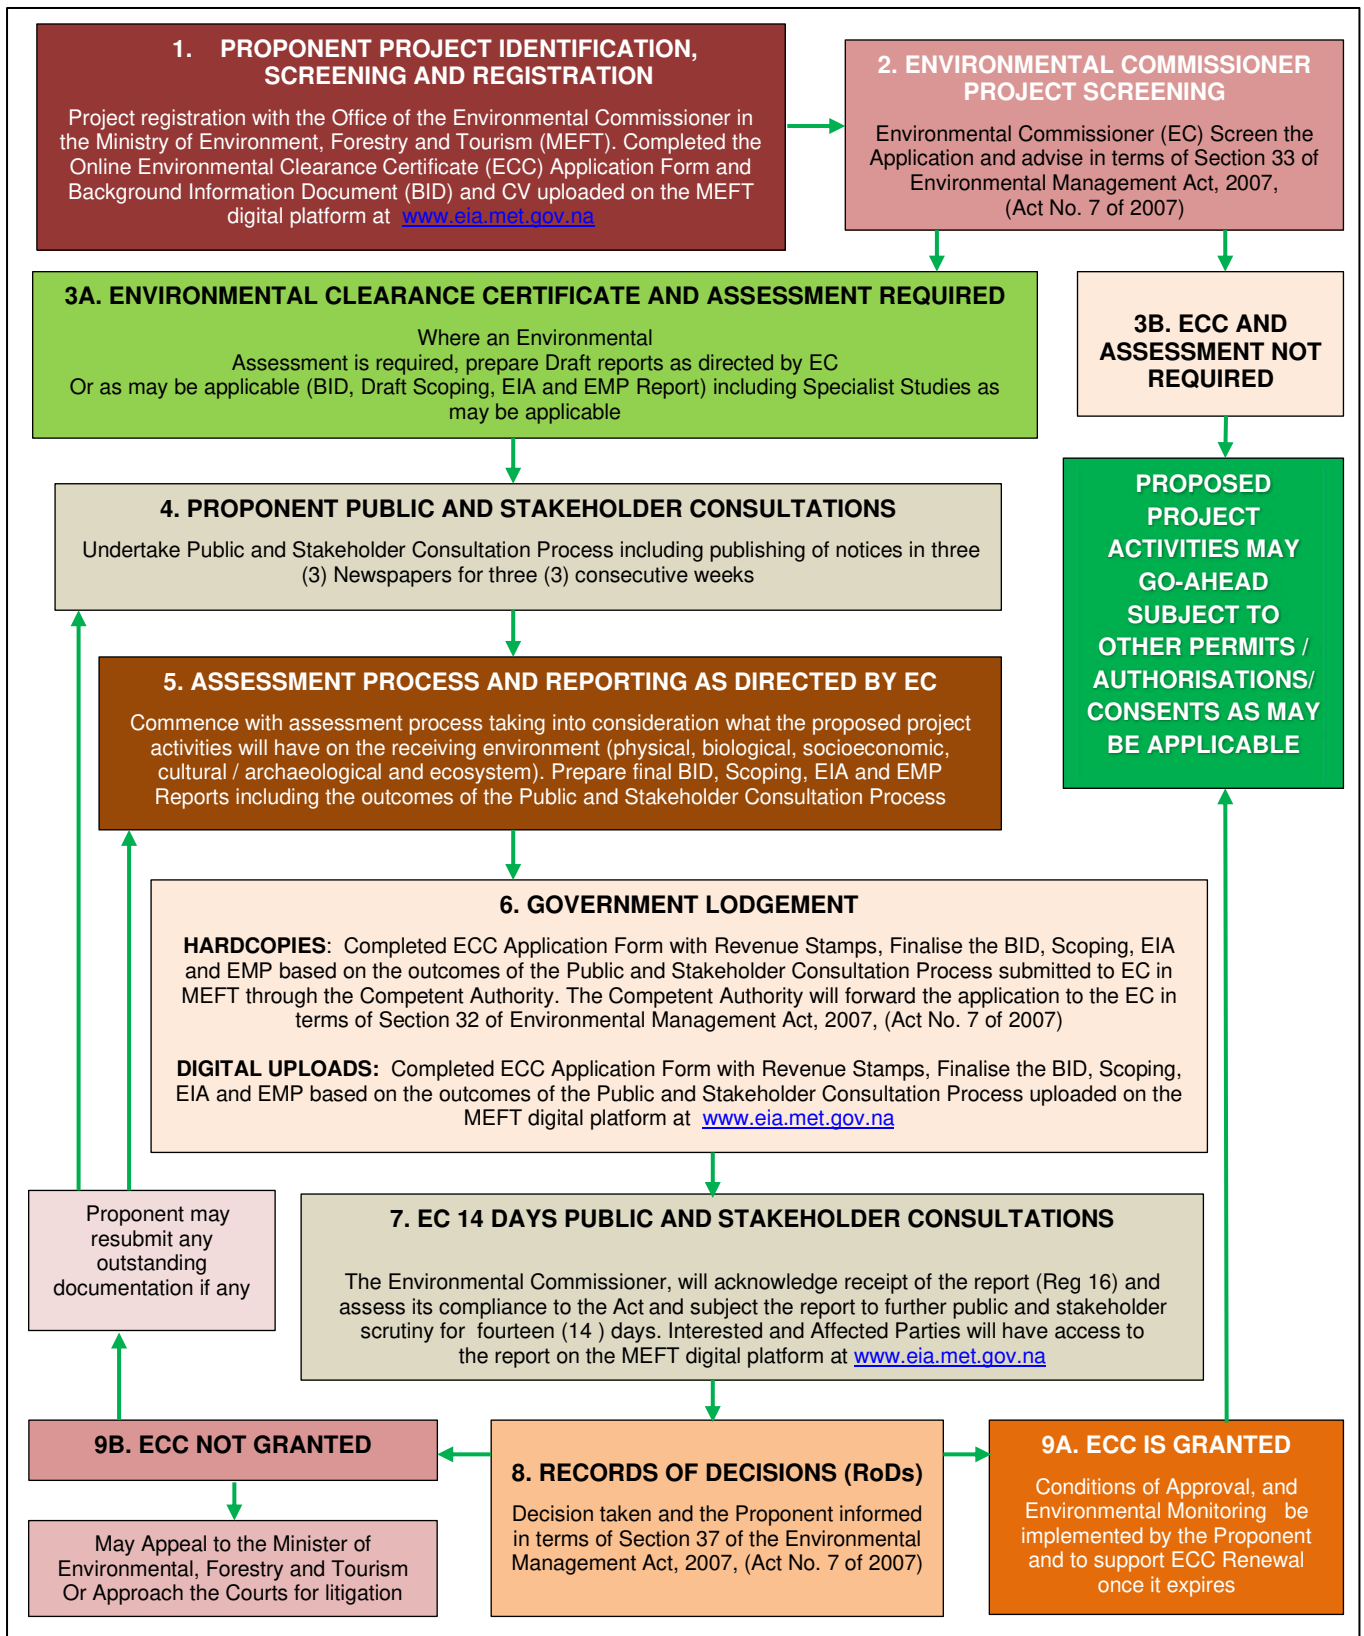 1. PROPONENT PROJECT IDENTIFICATION,
SCREENING AND REGISTRATION
Project registration with the Office of the Environmental Commissioner in
the Ministry of Environment, Forestry and Tourism (MEFT). Completed the
Online Environmental Clearance Certificate (ECC) Application Form and
Background Information Document (BID) and CV uploaded on the MEFT
digital platform at www.eia.met.gov.na
2. ENVIRONMENTAL COMMISSIONER
PROJECT SCREENING
Environmental Commissioner (EC) Screen the
Application and advise in terms of Section 33 of
Environmental Management Act, 2007,
(Act No. 7 of 2007)
3A. ENVIRONMENTAL CLEARANCE CERTIFICATE AND ASSESSMENT REQUIRED
Where an Environmental
Assessment is required, prepare Draft reports as directed by EC
Or as may be applicable (BID, Draft Scoping, EIA and EMP Report) including Specialist Studies as
may be applicable
3B. ECC AND
ASSESSMENT NOT
REQUIRED
PROPOSED
PROJECT
ACTIVITIES MAY
GO-AHEAD
SUBJECT TO
OTHER PERMITS /
AUTHORISATIONS/
CONSENTS AS MAY
BE APPLICABLE
4. PROPONENT PUBLIC AND STAKEHOLDER CONSULTATIONS
Undertake Public and Stakeholder Consultation Process including publishing of notices in three
(3) Newspapers for three (3) consecutive weeks
5. ASSESSMENT PROCESS AND REPORTING AS DIRECTED BY EC
Commence with assessment process taking into consideration what the proposed project
activities will have on the receiving environment (physical, biological, socioeconomic,
cultural / archaeological and ecosystem). Prepare final BID, Scoping, EIA and EMP
Reports including the outcomes of the Public and Stakeholder Consultation Process
6. GOVERNMENT LODGEMENT
HARDCOPIES: Completed ECC Application Form with Revenue Stamps, Finalise the BID, Scoping, EIA
and EMP based on the outcomes of the Public and Stakeholder Consultation Process submitted to EC in
MEFT through the Competent Authority. The Competent Authority will forward the application to the EC in
terms of Section 32 of Environmental Management Act, 2007, (Act No. 7 of 2007)
DIGITAL UPLOADS: Completed ECC Application Form with Revenue Stamps, Finalise the BID, Scoping,
EIA and EMP based on the outcomes of the Public and Stakeholder Consultation Process uploaded on the
MEFT digital platform at www.eia.met.gov.na
Proponent may
resubmit any
outstanding
documentation if any
7. EC 14 DAYS PUBLIC AND STAKEHOLDER CONSULTATIONS
The Environmental Commissioner, will acknowledge receipt of the report (Reg 16) and
assess its compliance to the Act and subject the report to further public and stakeholder
scrutiny for fourteen (14 ) days. Interested and Affected Parties will have access to
the report on the MEFT digital platform at www.eia.met.gov.na
9B. ECC NOT GRANTED
May Appeal to the Minister of
Environmental, Forestry and Tourism
Or Approach the Courts for litigation
8. RECORDS OF DECISIONS (RoDs)
Decision taken and the Proponent informed
in terms of Section 37 of the Environmental
Management Act, 2007, (Act No. 7 of 2007)
9A. ECC IS GRANTED
Conditions of Approval, and
Environmental Monitoring be
implemented by the Proponent
and to support ECC Renewal
once it expires